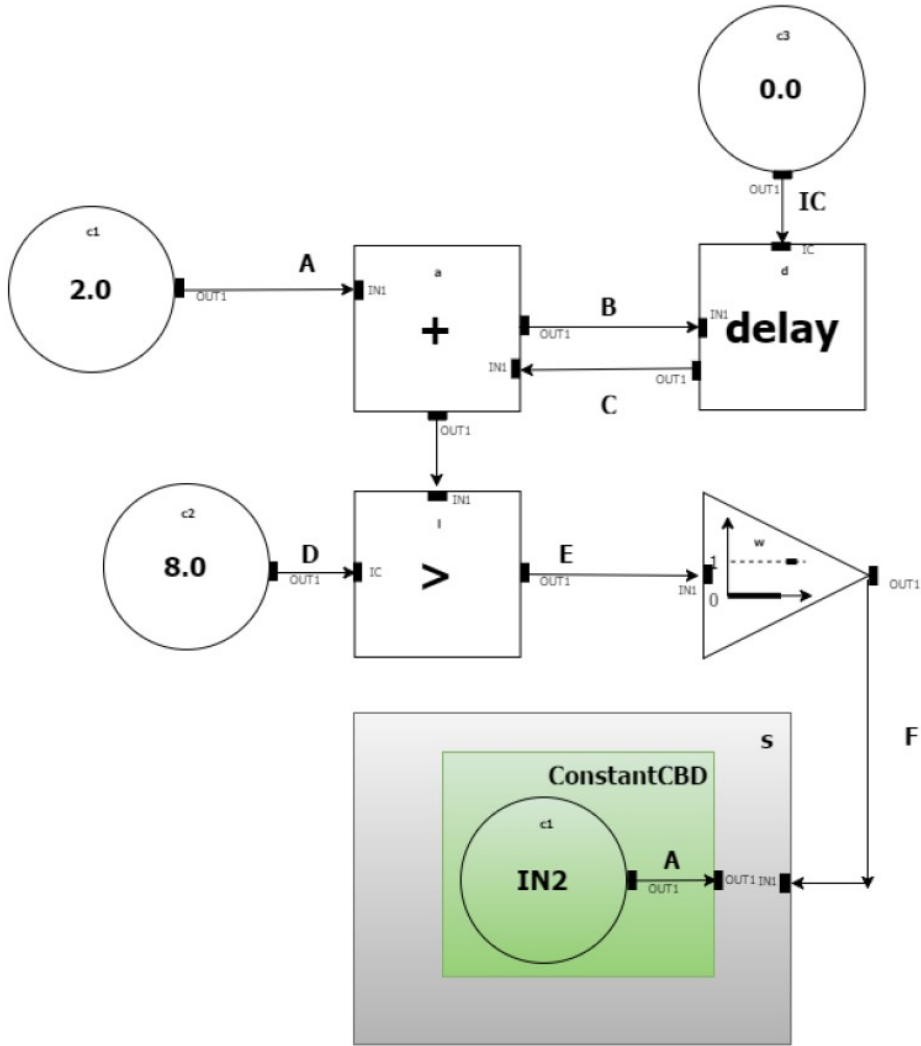 c3
0.0
OUT1
IC
IC
c1
2.0
OUT1
A
IN1
a
+
OUT1
IN1
OUT1
B
C
IN1
d
delay
OUT1
c2
8.0
OUT1
D
IC
IN1
l
>
OUT1
E
IN1
1
0
w
OUT1
F
s
ConstantCBD
c1
IN2
OUT1
A
OUT1
IN1